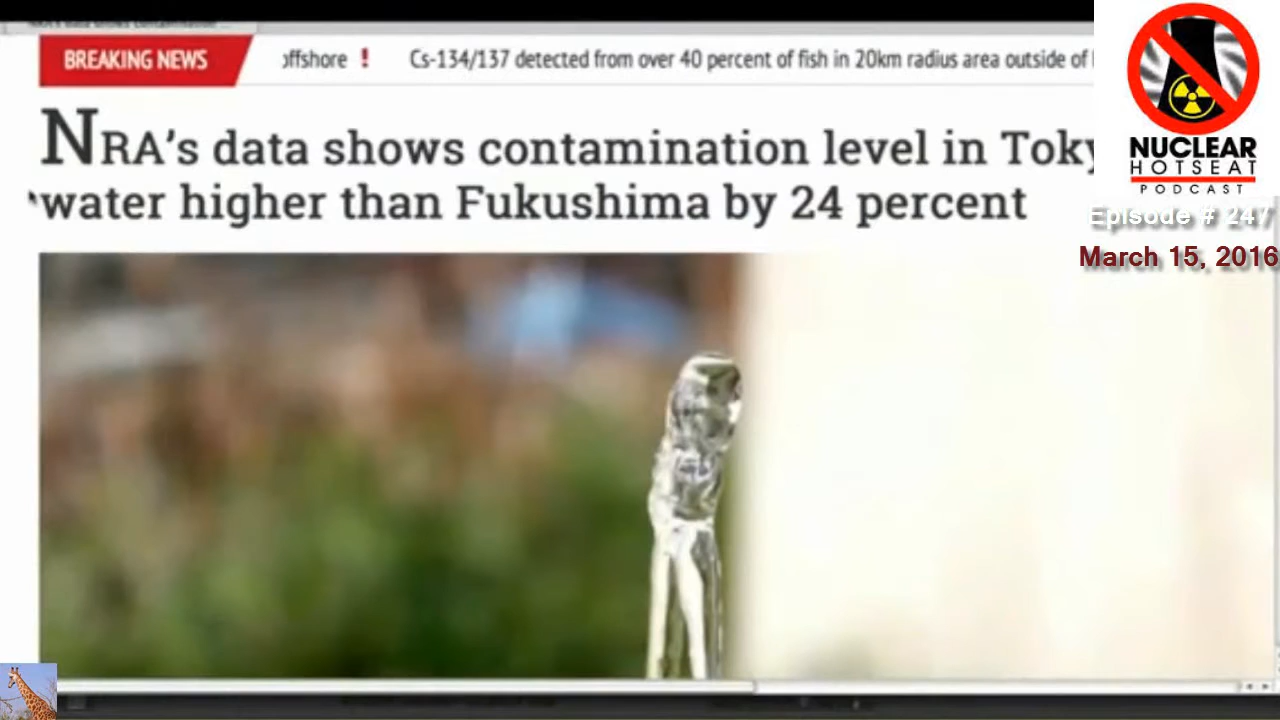 BREAKING NEWS offshore ! Cs-134/137 detected from over 40 percent of fish in 20km radius area outside of
NRA's data shows contamination level in Toky
water higher than Fukushima by 24 percent
NUCLEAR
HOTSEAT
PODCAST
Episode # 247
March 15, 2016